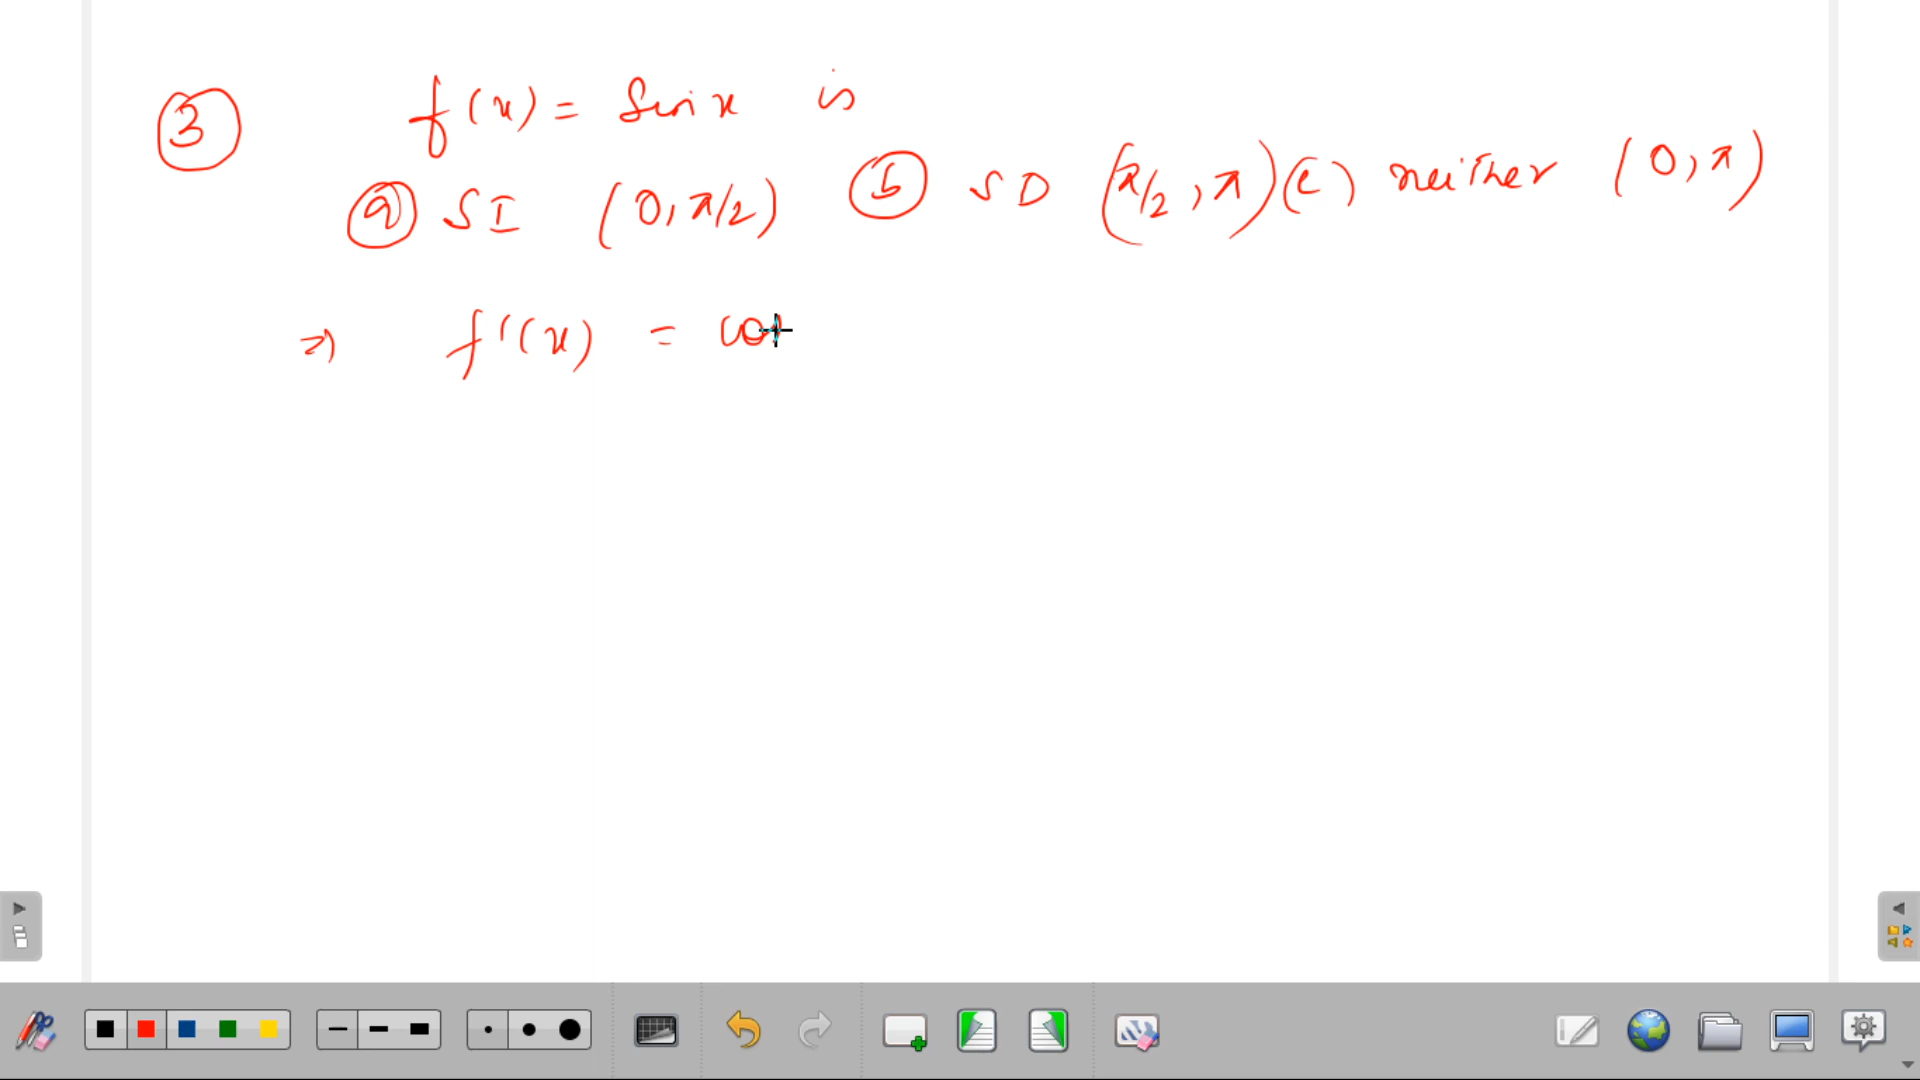 ③ f(x) = Sin x is
ⓐ SI (0, π/2) ⓑ SD (π/2, π) (c) neither (0, π)
⇒ f'(x) = cos